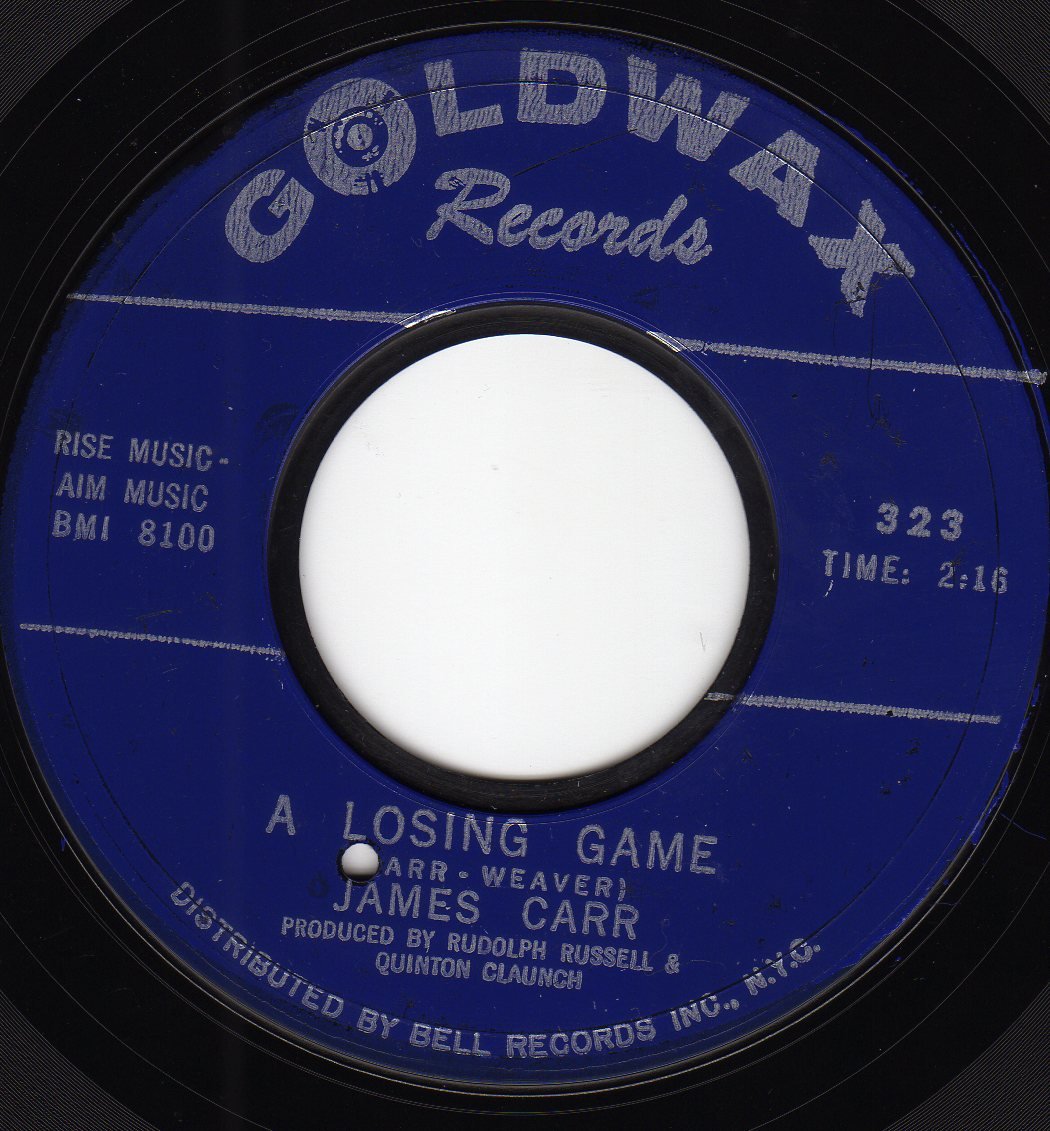 GOLDWAX
Records
RISE MUSIC-
AIM MUSIC
BMI 8100
323
TIME: 2:16
A LOSING GAME
ARR - WEAVER)
JAMES CARR
PRODUCED BY RUDOLPH RUSSELL &
QUINTON CLAUNCH
DISTRIBUTED BY BELL RECORDS INC., N.Y.C.